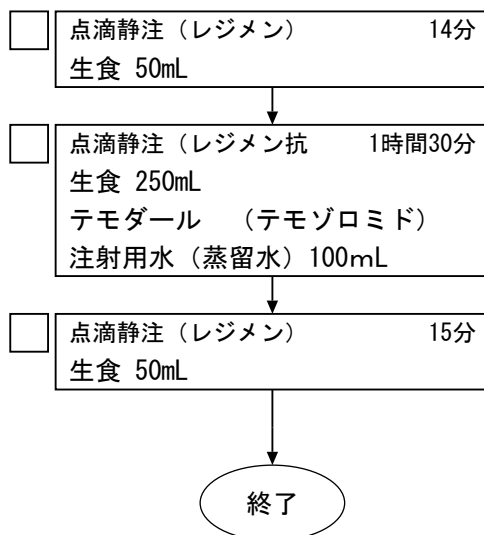 点滴静注（レジメン） 14分
生食 50mL
点滴静注（レジメン抗 1時間30分
生食 250mL
テモダール （テモゾロミド）
注射用水（蒸留水）100mL
点滴静注（レジメン） 15分
生食 50mL
終了